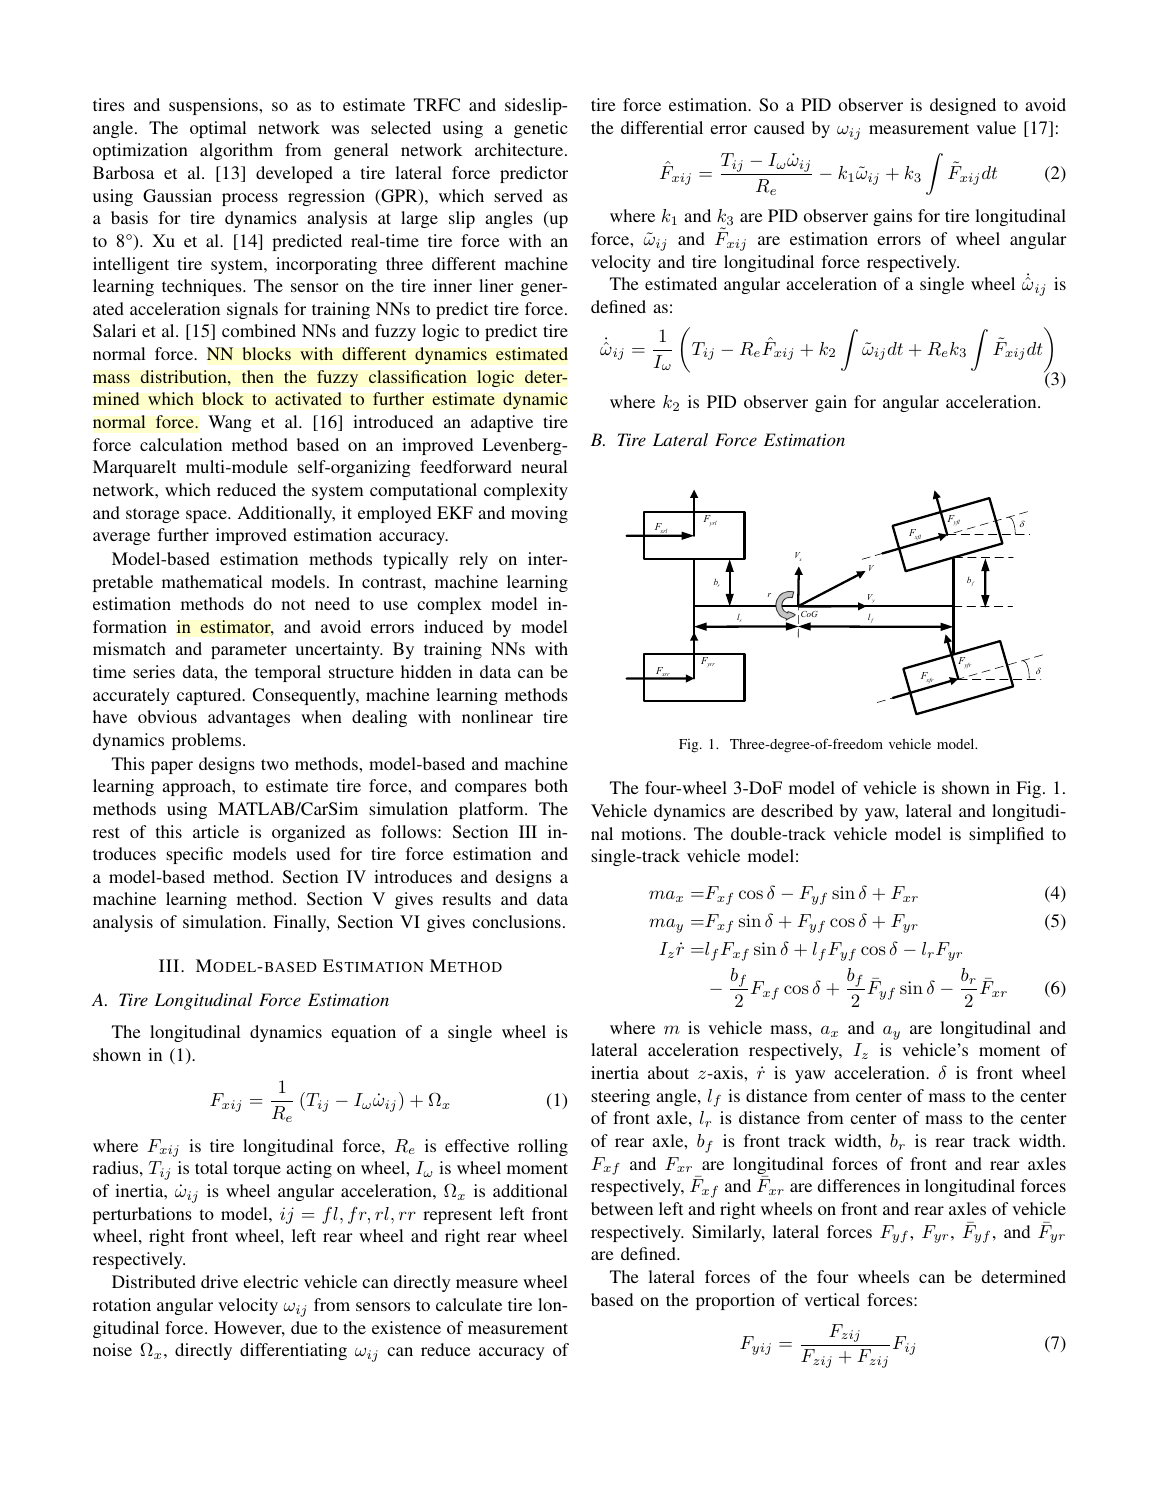 tires and suspensions, so as to estimate TRFC and sideslip-
angle. The optimal network was selected using a genetic
optimization algorithm from general network architecture.
Barbosa et al. [13] developed a tire lateral force predictor
using Gaussian process regression (GPR), which served as
a basis for tire dynamics analysis at large slip angles (up
to 8°). Xu et al. [14] predicted real-time tire force with an
intelligent tire system, incorporating three different machine
learning techniques. The sensor on the tire inner liner gener-
ated acceleration signals for training NNs to predict tire force.
Salari et al. [15] combined NNs and fuzzy logic to predict tire
normal force. NN blocks with different dynamics estimated
mass distribution, then the fuzzy classification logic deter-
mined which block to activated to further estimate dynamic
normal force. Wang et al. [16] introduced an adaptive tire
force calculation method based on an improved Levenberg-
Marquarelt multi-module self-organizing feedforward neural
network, which reduced the system computational complexity
and storage space. Additionally, it employed EKF and moving
average further improved estimation accuracy.
Model-based estimation methods typically rely on inter-
pretable mathematical models. In contrast, machine learning
estimation methods do not need to use complex model in-
formation in estimator, and avoid errors induced by model
mismatch and parameter uncertainty. By training NNs with
time series data, the temporal structure hidden in data can be
accurately captured. Consequently, machine learning methods
have obvious advantages when dealing with nonlinear tire
dynamics problems.
This paper designs two methods, model-based and machine
learning approach, to estimate tire force, and compares both
methods using MATLAB/CarSim simulation platform. The
rest of this article is organized as follows: Section III in-
troduces specific models used for tire force estimation and
a model-based method. Section IV introduces and designs a
machine learning method. Section V gives results and data
analysis of simulation. Finally, Section VI gives conclusions.
III. MODEL-BASED ESTIMATION METHOD
A. Tire Longitudinal Force Estimation
The longitudinal dynamics equation of a single wheel is
shown in (1).
F_{xij} = \frac{1}{R_e} (T_{ij} − I_ω \dot{ω}_{ij}) + Ω_x (1)
where F_{xij} is tire longitudinal force, R_e is effective rolling
radius, T_{ij} is total torque acting on wheel, I_ω is wheel moment
of inertia, \dot{ω}_{ij} is wheel angular acceleration, Ω_x is additional
perturbations to model, ij = fl, fr, rl, rr represent left front
wheel, right front wheel, left rear wheel and right rear wheel
respectively.
Distributed drive electric vehicle can directly measure wheel
rotation angular velocity ω_{ij} from sensors to calculate tire lon-
gitudinal force. However, due to the existence of measurement
noise Ω_x, directly differentiating ω_{ij} can reduce accuracy of
tire force estimation. So a PID observer is designed to avoid
the differential error caused by ω_{ij} measurement value [17]:
\hat{F}_{xij} = \frac{T_{ij} − I_ω \dot{ω}_{ij}}{R_e} − k_1 \tilde{ω}_{ij} + k_3 ∫ \tilde{F}_{xij} dt (2)
where k_1 and k_3 are PID observer gains for tire longitudinal
force, \tilde{ω}_{ij} and \tilde{F}_{xij} are estimation errors of wheel angular
velocity and tire longitudinal force respectively.
The estimated angular acceleration of a single wheel \dot{\hat{ω}}_{ij} is
defined as:
\dot{\hat{ω}}_{ij} = \frac{1}{I_ω} ( T_{ij} − R_e \hat{F}_{xij} + k_2 ∫ \tilde{ω}_{ij} dt + R_e k_3 ∫ \tilde{F}_{xij} dt )
(3)
where k_2 is PID observer gain for angular acceleration.
B. Tire Lateral Force Estimation
F_{yrl}
F_{xrl}
F_{yfl}
F_{xfl}
δ
V
b_r
b_f
r
CoG
l_r
l_f
F_{yrr}
F_{xrr}
F_{yfr}
F_{xfr}
δ
Fig. 1. Three-degree-of-freedom vehicle model.
The four-wheel 3-DoF model of vehicle is shown in Fig. 1.
Vehicle dynamics are described by yaw, lateral and longitudi-
nal motions. The double-track vehicle model is simplified to
single-track vehicle model:
ma_x =F_{xf} cos δ − F_{yf} sin δ + F_{xr} (4)
ma_y =F_{xf} sin δ + F_{yf} cos δ + F_{yr} (5)
I_z \dot{r} =l_f F_{xf} sin δ + l_f F_{yf} cos δ − l_r F_{yr}
− \frac{b_f}{2} F_{xf} cos δ + \frac{b_f}{2} \bar{F}_{yf} sin δ − \frac{b_r}{2} \bar{F}_{xr} (6)
where m is vehicle mass, a_x and a_y are longitudinal and
lateral acceleration respectively, I_z is vehicle's moment of
inertia about z-axis, \dot{r} is yaw acceleration. δ is front wheel
steering angle, l_f is distance from center of mass to the center
of front axle, l_r is distance from center of mass to the center
of rear axle, b_f is front track width, b_r is rear track width.
F_{xf} and F_{xr} are longitudinal forces of front and rear axles
respectively, \bar{F}_{xf} and \bar{F}_{xr} are differences in longitudinal forces
between left and right wheels on front and rear axles of vehicle
respectively. Similarly, lateral forces F_{yf}, F_{yr}, \bar{F}_{yf}, and \bar{F}_{yr}
are defined.
The lateral forces of the four wheels can be determined
based on the proportion of vertical forces:
F_{yij} = \frac{F_{zij}}{F_{zij} + F_{zij}} F_{ij} (7)